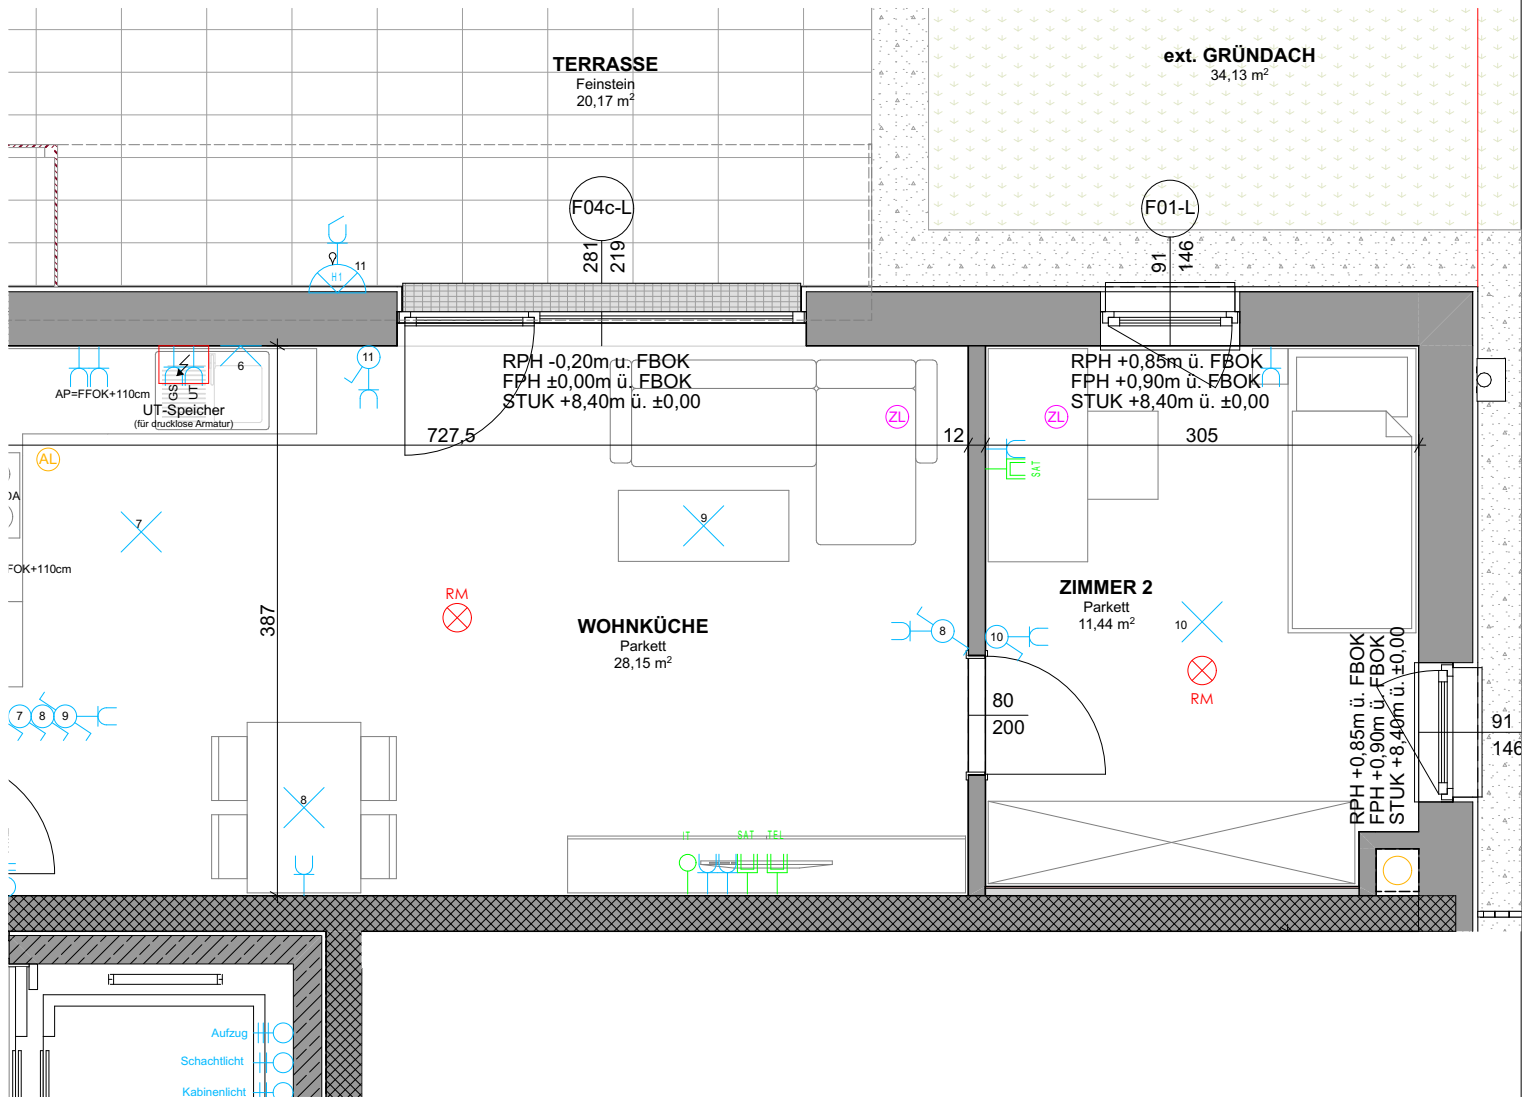 TERRASSE
Feinstein
20,17 m²
ext. GRÜNDACH
34,13 m²
F04c-L
281
219
F01-L
91
146
H1
11
11
6
GS
UT
AP=FFOK+110cm
UT-Speicher
(für drucklose Armatur)
RPH -0,20m ü. FBOK
FPH ±0,00m ü. FBOK
STUK +8,40m ü. ±0,00
RPH +0,85m ü. FBOK
FPH +0,90m ü. FBOK
STUK +8,40m ü. ±0,00
ZL
ZL
727,5
12
305
AL
DA
SAT
7
9
FOK+110cm
387
RM
WOHNKÜCHE
Parkett
28,15 m²
ZIMMER 2
Parkett
11,44 m²
8
10
10
RM
RPH +0,85m ü. FBOK
FPH +0,90m ü. FBOK
STUK +8,40m ü. ±0,00
80
200
91
146
7
8
9
8
IT
SAT
TEL
Aufzug
Schachtlicht
Kabinenlicht